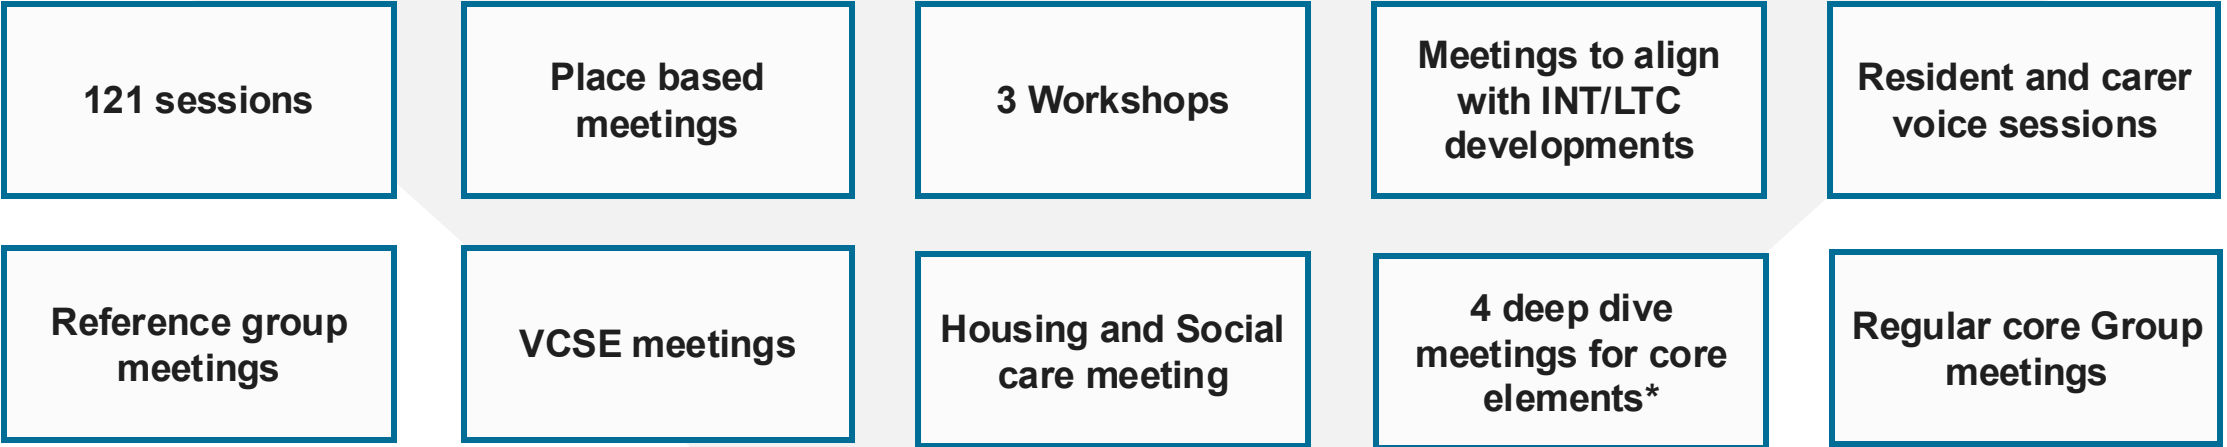 121 sessions
Place based
meetings
3 Workshops
Meetings to align
with INT/LTC
developments
Resident and carer
voice sessions
Reference group
meetings
VCSE meetings
Housing and Social
care meeting
4 deep dive
meetings for core
elements*
Regular core Group
meetings